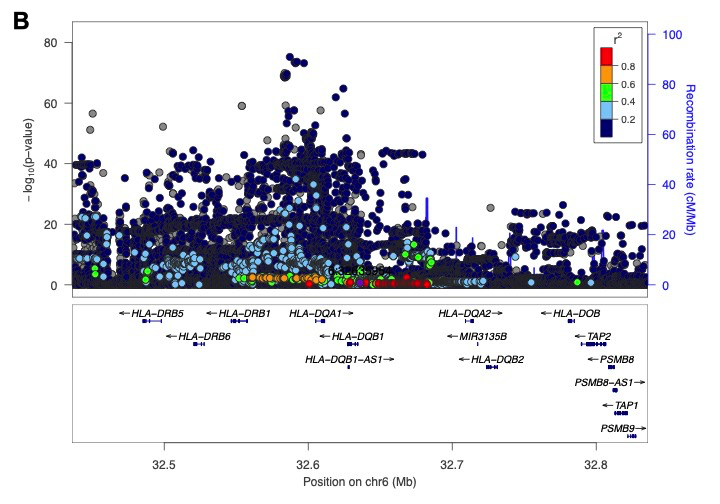 B
r²
0.8
0.6
0.4
0.2
80
60
40
20
0
100
80
60
40
20
0
− log₁₀(p−value)
Recombination rate (cM/Mb)
← HLA−DRB5
← HLA−DRB1
HLA−DQA1 →
HLA−DQA2 →
← HLA−DOB
← HLA−DRB6
← HLA−DQB1
← MIR3135B
← TAP2
HLA−DQB1−AS1 →
← HLA−DQB2
← PSMB8
PSMB8−AS1 →
← TAP1
PSMB9 →
32.5 32.6 32.7 32.8
Position on chr6 (Mb)